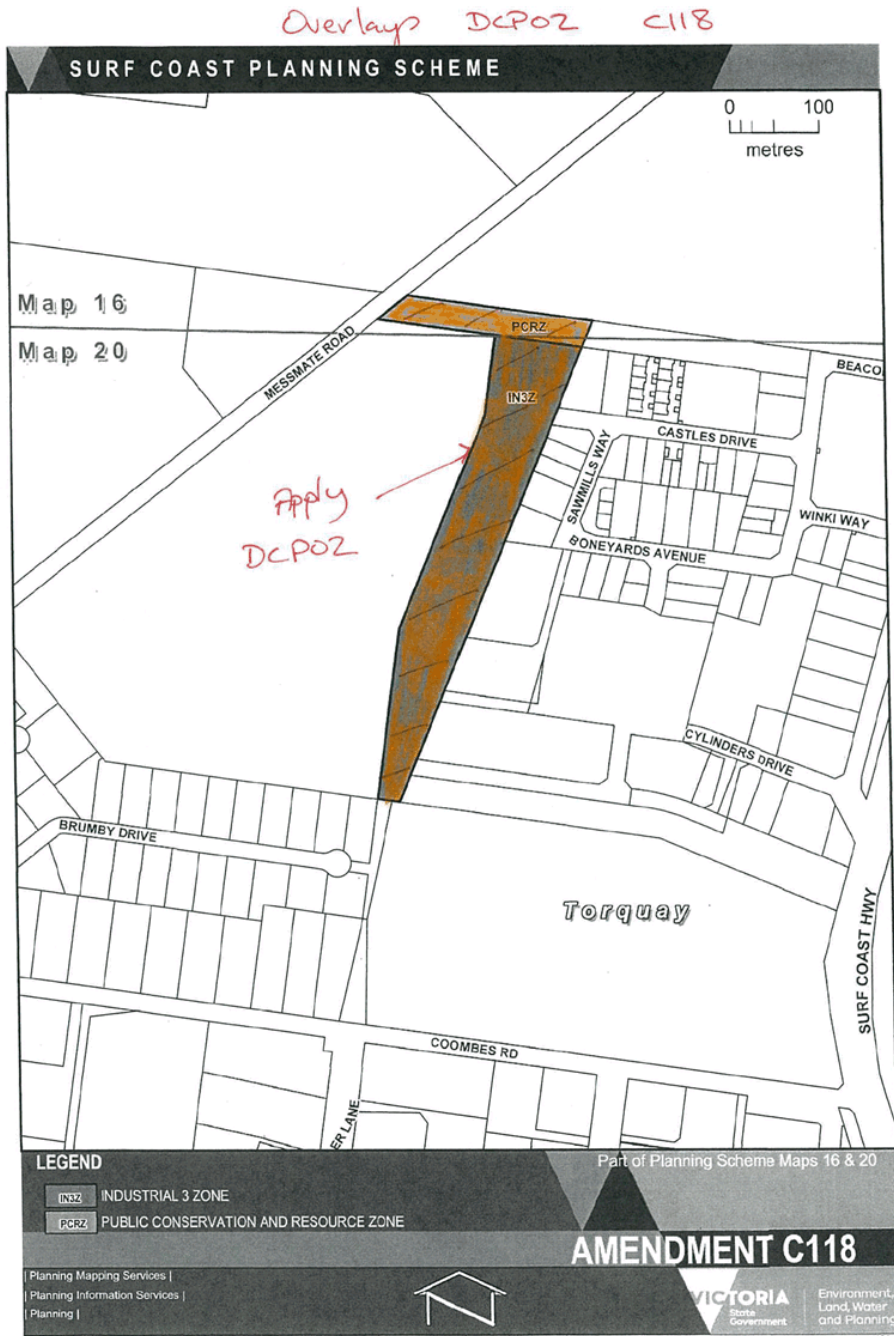 Overlays DCPO2 C118
SURF COAST PLANNING SCHEME
0 100
metres
Map 16
Map 20
MESSMATE ROAD
PCRZ
IN3Z
BEACO
CASTLES DRIVE
SAWMILLS WAY
WINKI WAY
BONEYARDS AVENUE
Apply
DCPO2
CYLINDERS DRIVE
BRUMBY DRIVE
Torquay
SURF COAST HWY
COOMBES RD
ER LANE
LEGEND
Part of Planning Scheme Maps 16 & 20
IN3Z INDUSTRIAL 3 ZONE
PCRZ PUBLIC CONSERVATION AND RESOURCE ZONE
AMENDMENT C118
| Planning Mapping Services |
| Planning Information Services |
| Planning |
VICTORIA
State
Government
Environment,
Land, Water
and Planning